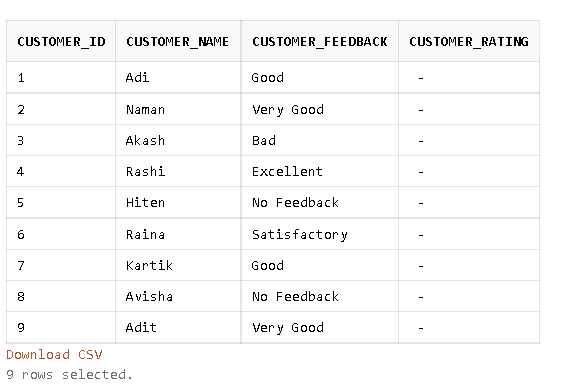 CUSTOMER_ID CUSTOMER_NAME CUSTOMER_FEEDBACK CUSTOMER_RATING
1 Adi Good -
2 Naman Very Good -
3 Akash Bad -
4 Rashi Excellent -
5 Hiten No Feedback -
6 Raina Satisfactory -
7 Kartik Good -
8 Avisha No Feedback -
9 Adit Very Good -
Download CSV
9 rows selected.